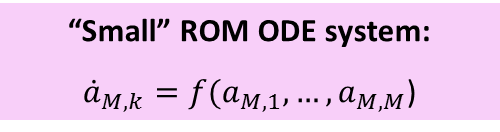 “Small” ROM ODE system:
ȧ_{M,k} = f(a_{M,1}, …, a_{M,M})